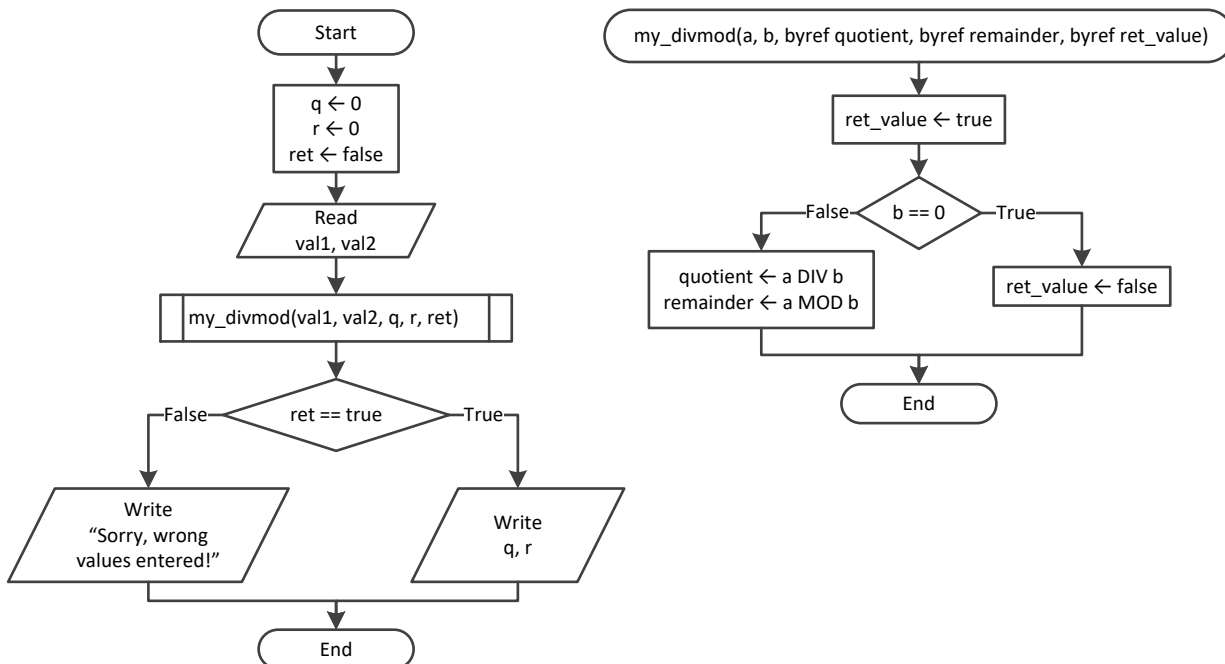 Start
q ← 0
r ← 0
ret ← false
Read
val1, val2
my_divmod(val1, val2, q, r, ret)
ret == true
False
True
Write
“Sorry, wrong
values entered!”
Write
q, r
End
my_divmod(a, b, byref quotient, byref remainder, byref ret_value)
ret_value ← true
b == 0
False
True
quotient ← a DIV b
remainder ← a MOD b
ret_value ← false
End